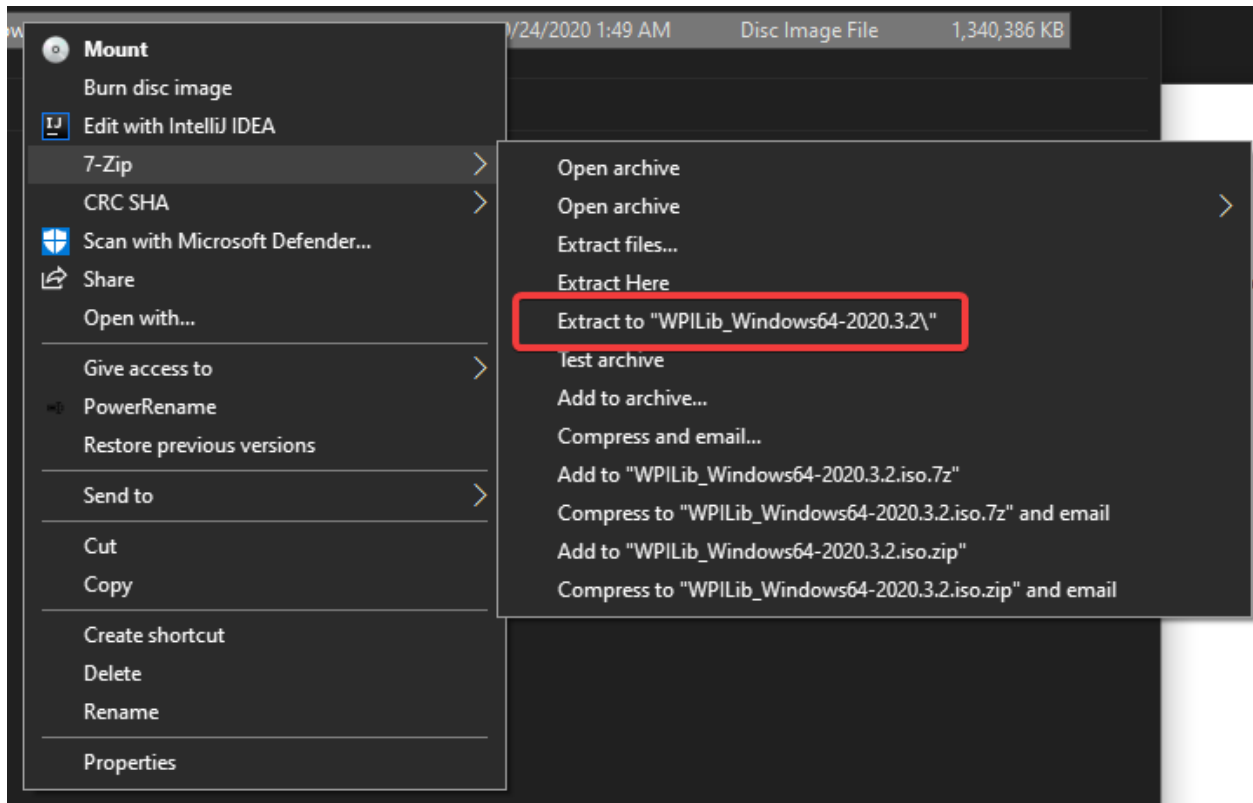 /24/2020 1:49 AM Disc Image File 1,340,386 KB
Mount
Burn disc image
Edit with IntelliJ IDEA
7-Zip
CRC SHA
Scan with Microsoft Defender...
Share
Open with...
Give access to
PowerRename
Restore previous versions
Send to
Cut
Copy
Create shortcut
Delete
Rename
Properties
Open archive
Open archive
Extract files...
Extract Here
Extract to "WPILib_Windows64-2020.3.2\"
Test archive
Add to archive...
Compress and email...
Add to "WPILib_Windows64-2020.3.2.iso.7z"
Compress to "WPILib_Windows64-2020.3.2.iso.7z" and email
Add to "WPILib_Windows64-2020.3.2.iso.zip"
Compress to "WPILib_Windows64-2020.3.2.iso.zip" and email